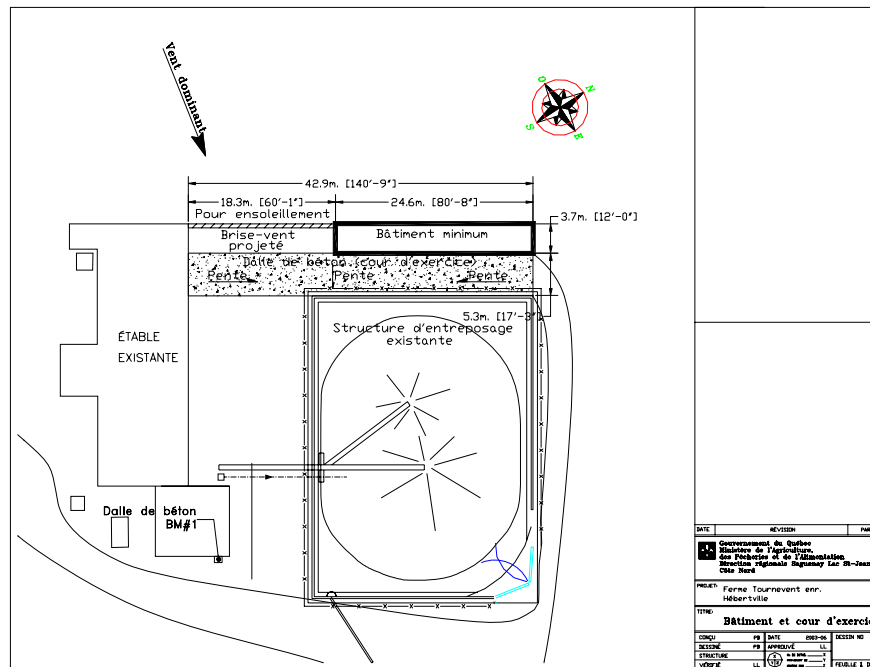 Vent dominant
O
N
S
E
42.9m. [140'-9"]
18.3m. [60'-1"]
24.6m. [80'-8"]
3.7m. [12'-0"]
Pour ensoleillement
Brise-vent
projeté
Bâtiment minimum
Dalle de béton (cour d'exercice)
Pente
Pente
Pente
5.3m. [17'-3"]
Structure d'entreposage
existante
ÉTABLE
EXISTANTE
Dalle de béton
BM#1
DATE
RÉVISION
PAR
Gouvernement du Québec
Ministère de l'Agriculture,
des Pêcheries et de l'Alimentation
Direction régionale Saguenay Lac St-Jean
Côte Nord
PROJET:
Ferme Tournevent enr.
Hébertville
TITRE:
Bâtiment et cour d'exercic
CONÇU PB DATE 2003-06 DESSIN NO
DESSINÉ PB APPROUVÉ LL
STRUCTURE
VÉRIFIÉ LL FEUILLE 1 D